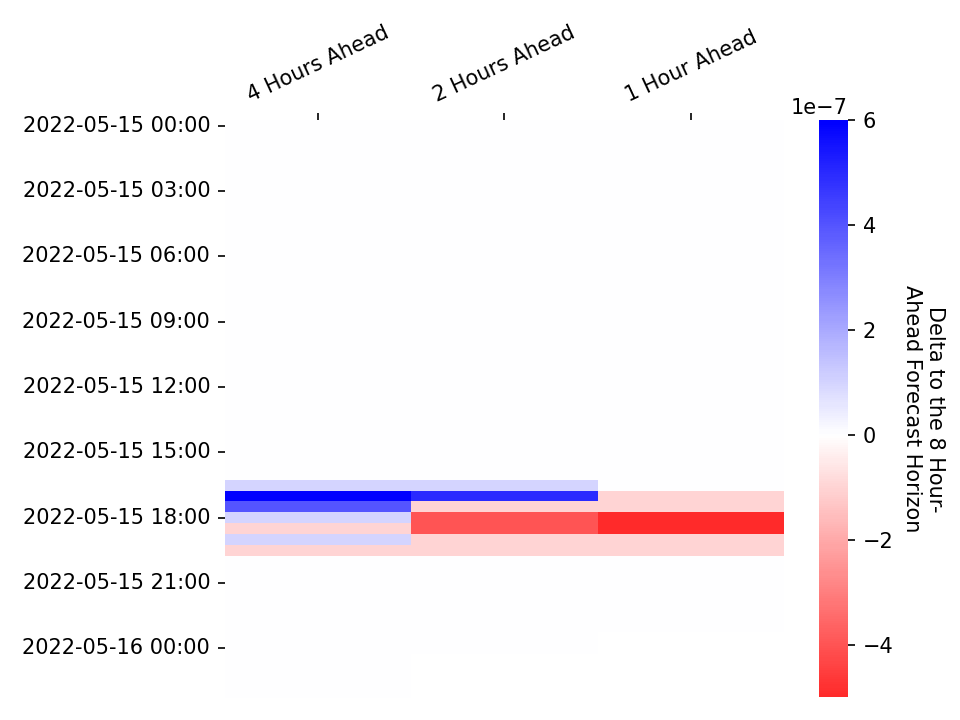 4 Hours Ahead
2 Hours Ahead
1 Hour Ahead
2022-05-15 00:00
2022-05-15 03:00
2022-05-15 06:00
2022-05-15 09:00
2022-05-15 12:00
2022-05-15 15:00
2022-05-15 18:00
2022-05-15 21:00
2022-05-16 00:00
1e−7
6
4
2
0
−2
−4
Delta to the 8 Hour-
Ahead Forecast Horizon